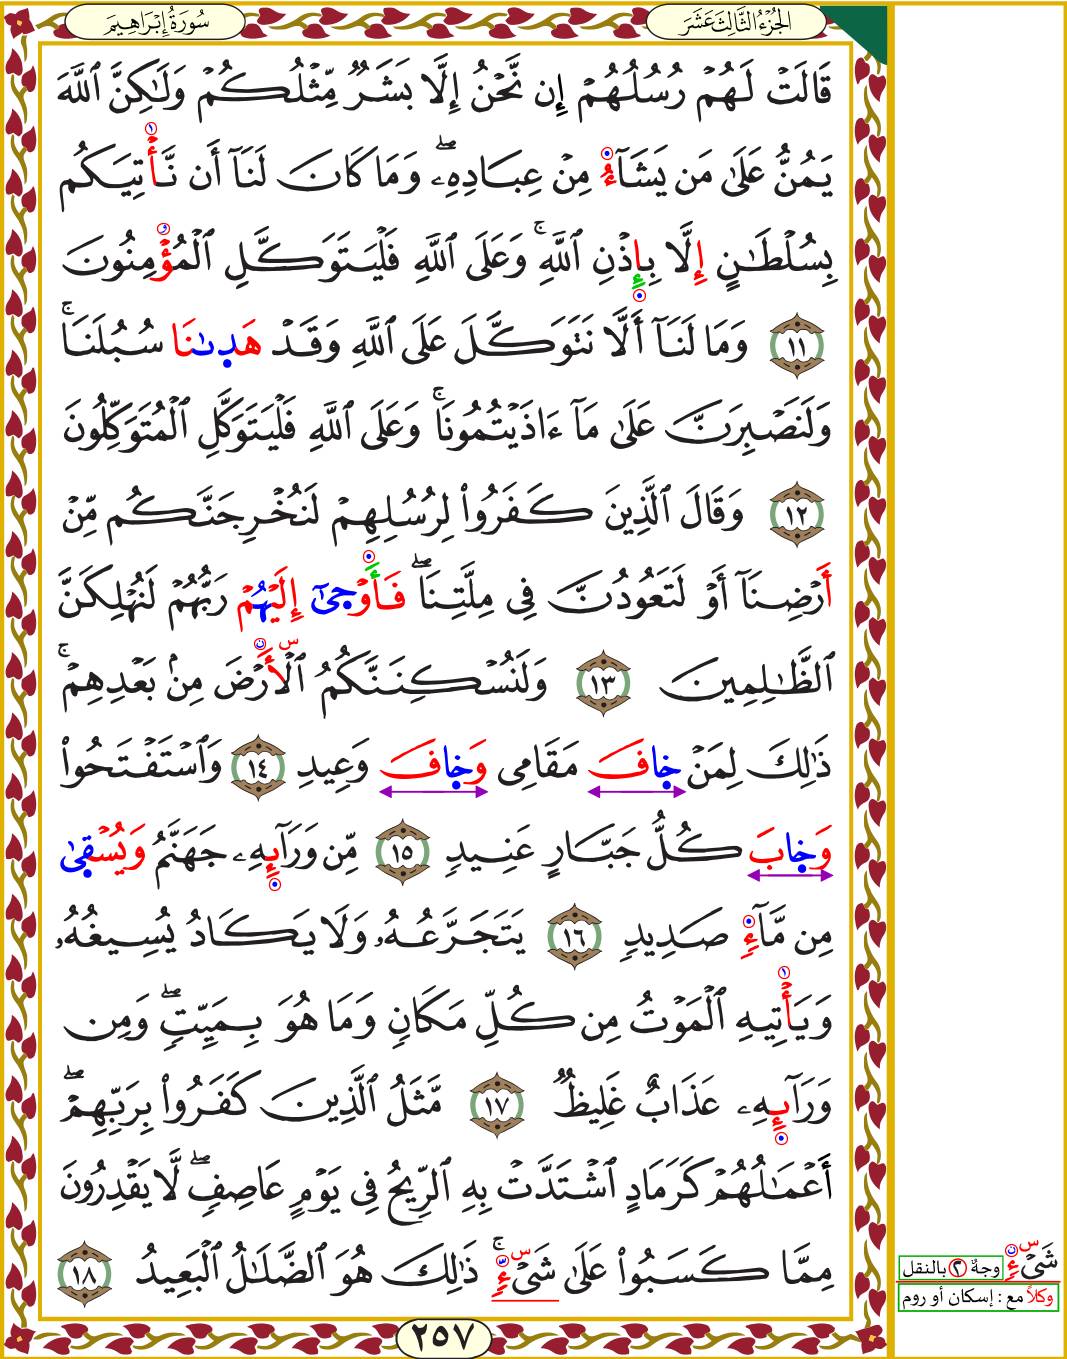 الجُزْءُ الثَّالِثَ عَشَرَ
سُورَةُ إِبْرَاهِيمَ
قَالَتْ لَهُمْ رُسُلُهُمْ إِن نَّحْنُ إِلَّا بَشَرٌ مِّثْلُكُمْ وَلَٰكِنَّ ٱللَّهَ
يَمُنُّ عَلَىٰ مَن يَشَآءُ مِنْ عِبَادِهِۦ ۖ وَمَا كَانَ لَنَآ أَن نَّأْتِيَكُم
بِسُلْطَٰنٍ إِلَّا بِإِذْنِ ٱللَّهِ ۚ وَعَلَى ٱللَّهِ فَلْيَتَوَكَّلِ ٱلْمُؤْمِنُونَ
١١ وَمَا لَنَآ أَلَّا نَتَوَكَّلَ عَلَى ٱللَّهِ وَقَدْ هَدٜىٰنَا سُبُلَنَا ۚ
وَلَنَصْبِرَنَّ عَلَىٰ مَآ ءَاذَيْتُمُونَا ۚ وَعَلَى ٱللَّهِ فَلْيَتَوَكَّلِ ٱلْمُتَوَكِّلُونَ
١٢ وَقَالَ ٱلَّذِينَ كَفَرُوا۟ لِرُسُلِهِمْ لَنُخْرِجَنَّكُم مِّنْ
أَرْضِنَآ أَوْ لَتَعُودُنَّ فِى مِلَّتِنَا ۖ فَأَوْحَىٰٓ إِلَيْهُمْ رَبُّهُمْ لَنُهْلِكَنَّ
ٱلظَّٰلِمِينَ ١٣ وَلَنُسْكِنَنَّكُمُ ٱلْأَرْضَ مِنۢ بَعْدِهِمْ ۚ
ذَٰلِكَ لِمَنْ خَافَ مَقَامِى وَخَافَ وَعِيدِ ١٤ وَٱسْتَفْتَحُوا۟
وَخَابَ كُلُّ جَبَّارٍ عَنِيدٍ ١٥ مِّن وَرَآئِهِۦ جَهَنَّمُ وَيُسْقَىٰ
مِن مَّآءٍ صَدِيدٍ ١٦ يَتَجَرَّعُهُۥ وَلَا يَكَادُ يُسِيغُهُۥ
وَيَأْتِيهِ ٱلْمَوْتُ مِن كُلِّ مَكَانٍ وَمَا هُوَ بِمَيِّتٍ ۖ وَمِن
وَرَآئِهِۦ عَذَابٌ غَلِيظٌ ١٧ مَّثَلُ ٱلَّذِينَ كَفَرُوا۟ بِرَبِّهِمْ ۖ
أَعْمَٰلُهُمْ كَرَمَادٍ ٱشْتَدَّتْ بِهِ ٱلرِّيحُ فِى يَوْمٍ عَاصِفٍ ۖ لَّا يَقْدِرُونَ
مِمَّا كَسَبُوا۟ عَلَىٰ شَىْءٍ ۚ ذَٰلِكَ هُوَ ٱلضَّلَٰلُ ٱلْبَعِيدُ ١٨
شَىْءٍ وجهٌ ٢ بالنقل
وكلاً مع : إسكان أو روم
٢٥٧